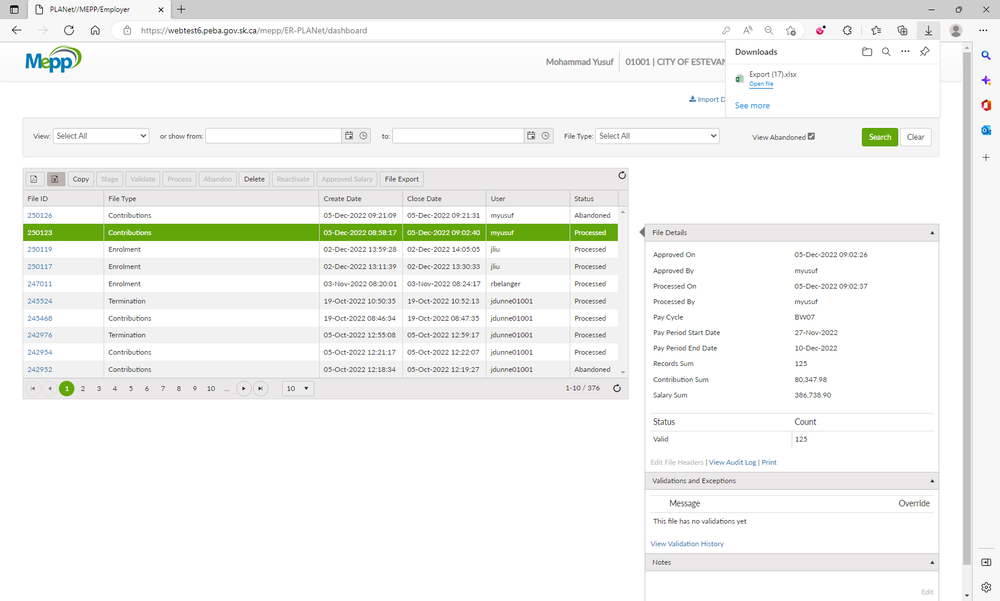 PLANet//MEPP/Employer
https://webtest6.peba.gov.sk.ca/mepp/ER-PLANet/dashboard
Mepp
Mohammad Yusuf
01001 | CITY OF ESTEVAN
Downloads
Export (17).xlsx
Open file
See more
Import D
View: Select All or show from: to: File Type: Select All View Abandoned Search Clear
Copy Stage Validate Process Abandon Delete Reactivate Approved Salary File Export
File ID File Type Create Date Close Date User Status
250126 Contributions 05-Dec-2022 09:21:09 05-Dec-2022 09:21:31 myusuf Abandoned
250123 Contributions 05-Dec-2022 08:58:17 05-Dec-2022 09:02:40 myusuf Processed
250119 Enrolment 02-Dec-2022 13:59:28 02-Dec-2022 14:05:05 jliu Processed
250117 Enrolment 02-Dec-2022 13:11:39 02-Dec-2022 13:30:33 jliu Processed
247011 Enrolment 03-Nov-2022 08:20:01 03-Nov-2022 08:24:17 rbelanger Processed
245524 Termination 19-Oct-2022 10:50:35 19-Oct-2022 10:52:13 jdunne01001 Processed
245468 Contributions 19-Oct-2022 08:46:34 19-Oct-2022 08:47:35 jdunne01001 Processed
242976 Termination 05-Oct-2022 12:55:08 05-Oct-2022 12:59:17 jdunne01001 Processed
242954 Contributions 05-Oct-2022 12:21:17 05-Oct-2022 12:22:07 jdunne01001 Processed
242952 Contributions 05-Oct-2022 12:18:34 05-Oct-2022 12:19:27 jdunne01001 Abandoned
1 2 3 4 5 6 7 8 9 10 ... 10 1-10 / 376
File Details
Approved On 05-Dec-2022 09:02:26
Approved By myusuf
Processed On 05-Dec-2022 09:02:37
Processed By myusuf
Pay Cycle BW07
Pay Period Start Date 27-Nov-2022
Pay Period End Date 10-Dec-2022
Records Sum 125
Contribution Sum 80,347.98
Salary Sum 386,738.90
Status Count
Valid 125
Edit File Headers | View Audit Log | Print
Validations and Exceptions
Message Override
This file has no validations yet
View Validation History
Notes
Edit